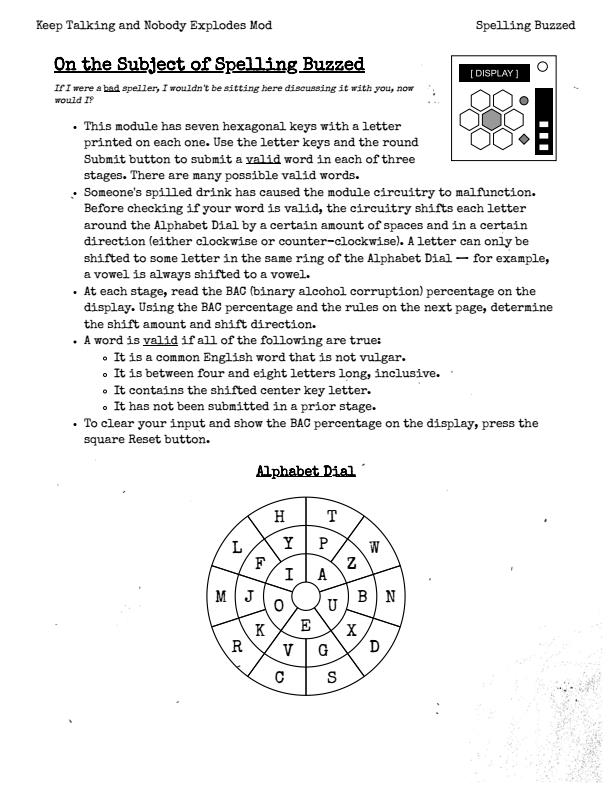 Keep Talking and Nobody Explodes Mod
Spelling Buzzed
On the Subject of Spelling Buzzed
If I were a bad speller, I wouldn't be sitting here discussing it with you, now
would I?
[ DISPLAY ]
• This module has seven hexagonal keys with a letter
printed on each one. Use the letter keys and the round
Submit button to submit a valid word in each of three
stages. There are many possible valid words.
• Someone's spilled drink has caused the module circuitry to malfunction.
Before checking if your word is valid, the circuitry shifts each letter
around the Alphabet Dial by a certain amount of spaces and in a certain
direction (either clockwise or counter-clockwise). A letter can only be
shifted to some letter in the same ring of the Alphabet Dial — for example,
a vowel is always shifted to a vowel.
• At each stage, read the BAC (binary alcohol corruption) percentage on the
display. Using the BAC percentage and the rules on the next page, determine
the shift amount and shift direction.
• A word is valid if all of the following are true:
◦ It is a common English word that is not vulgar.
◦ It is between four and eight letters long, inclusive.
◦ It contains the shifted center key letter.
◦ It has not been submitted in a prior stage.
• To clear your input and show the BAC percentage on the display, press the
square Reset button.
Alphabet Dial
H T
L Y P W
F Z
I A
M J O U B N
E
K X
R V G D
C S